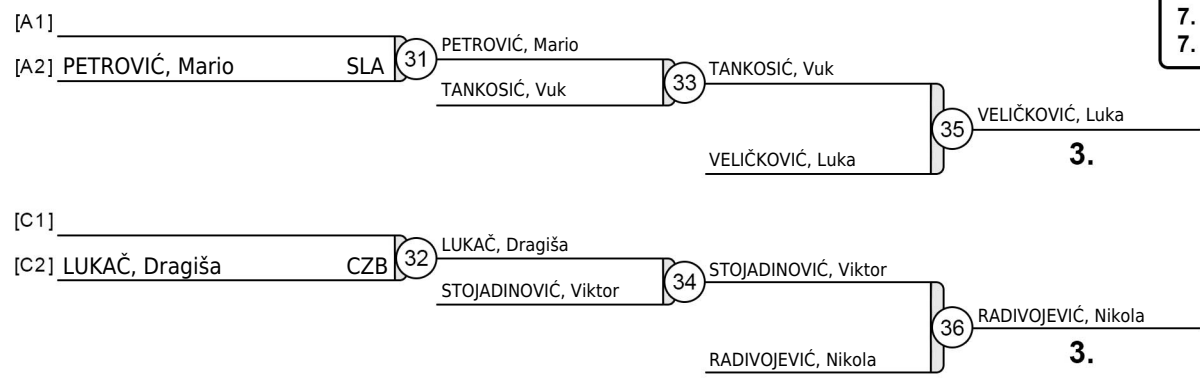 [A1]
7.
7.
[A2] PETROVIĆ, Mario SLA
31
PETROVIĆ, Mario
TANKOSIĆ, Vuk
33
TANKOSIĆ, Vuk
VELIČKOVIĆ, Luka
35
VELIČKOVIĆ, Luka
3.
[C1]
[C2] LUKAČ, Dragiša CZB
32
LUKAČ, Dragiša
STOJADINOVIĆ, Viktor
34
STOJADINOVIĆ, Viktor
RADIVOJEVIĆ, Nikola
36
RADIVOJEVIĆ, Nikola
3.